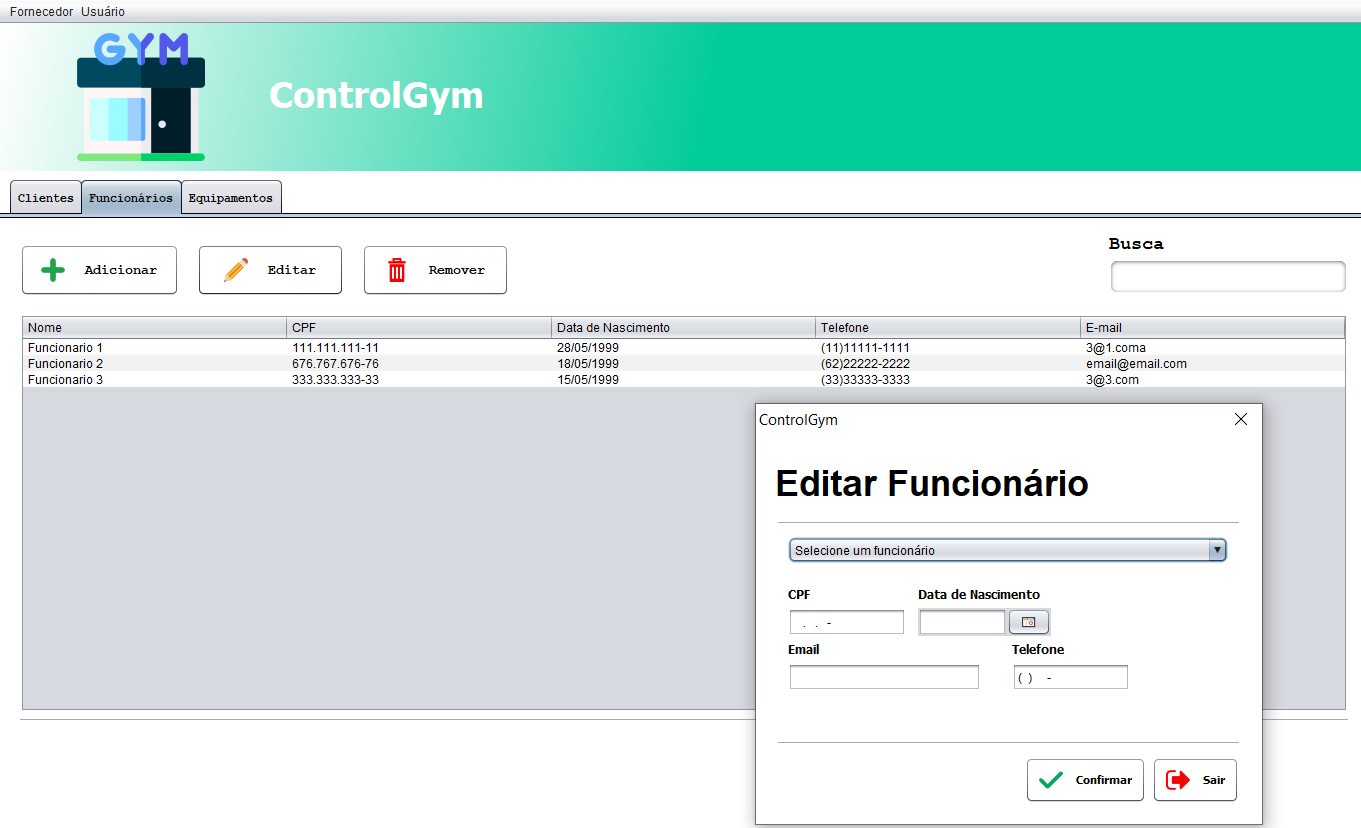 Fornecedor Usuário
GYM
ControlGym
Clientes Funcionários Equipamentos
Adicionar Editar Remover
Busca
Nome CPF Data de Nascimento Telefone E-mail
Funcionario 1 111.111.111-11 28/05/1999 (11)11111-1111 3@1.coma
Funcionario 2 676.767.676-76 18/05/1999 (62)22222-2222 email@email.com
Funcionario 3 333.333.333-33 15/05/1999 (33)33333-3333 3@3.com
ControlGym
Editar Funcionário
Selecione um funcionário
CPF Data de Nascimento
. . -
Email Telefone
( ) -
Confirmar Sair